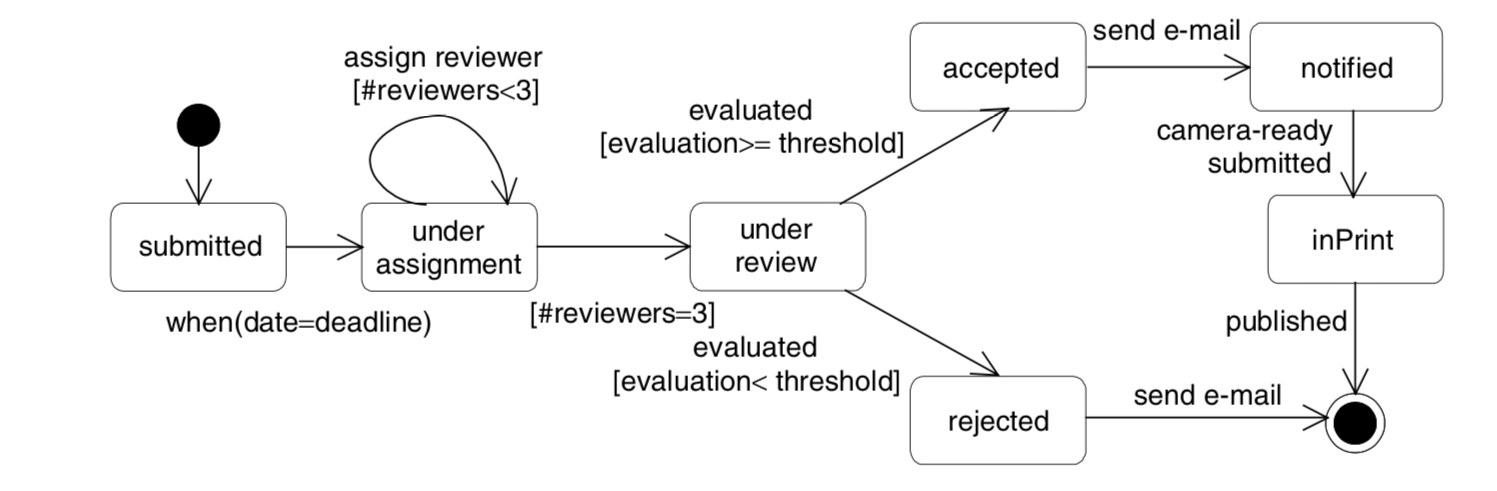 assign reviewer
[#reviewers<3]
submitted
when(date=deadline)
under
assignment
[#reviewers=3]
under
review
evaluated
[evaluation>= threshold]
evaluated
[evaluation< threshold]
accepted
send e-mail
notified
camera-ready
submitted
inPrint
published
rejected
send e-mail